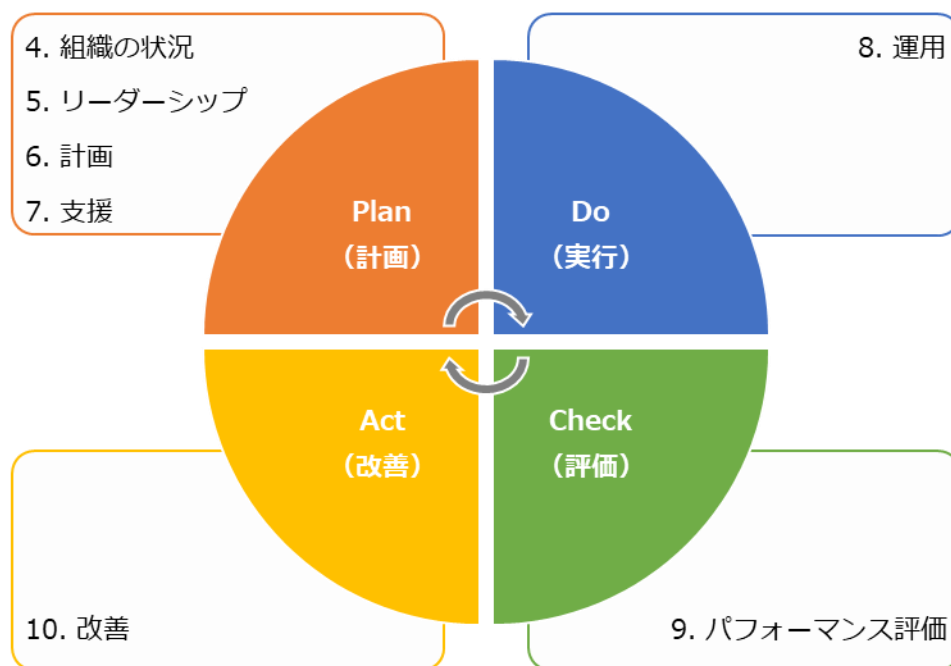 4. 組織の状況
5. リーダーシップ
6. 計画
7. 支援
8. 運用
Plan
（計画）
Do
（実行）
Act
（改善）
Check
（評価）
10. 改善
9. パフォーマンス評価